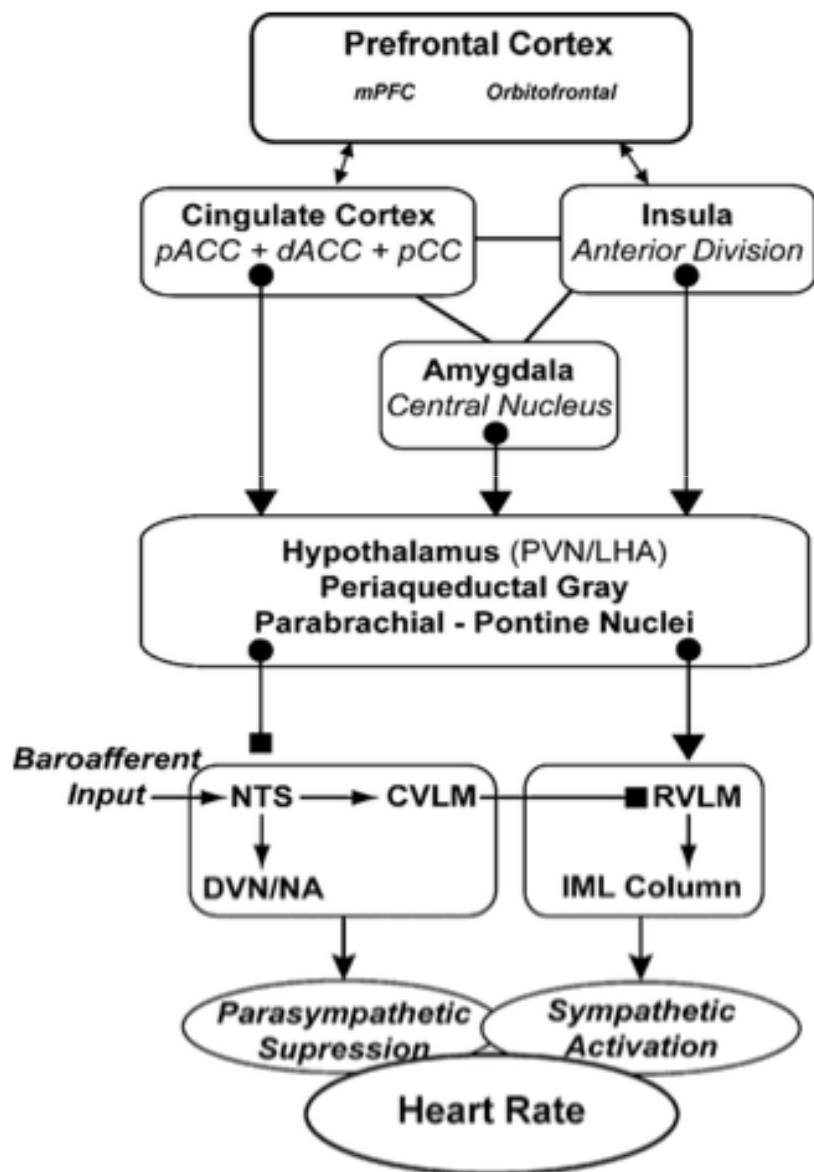 Prefrontal Cortex
mPFC Orbitofrontal
Cingulate Cortex
pACC + dACC + pCC
Insula
Anterior Division
Amygdala
Central Nucleus
Hypothalamus (PVN/LHA)
Periaqueductal Gray
Parabrachial - Pontine Nuclei
Baroafferent
Input
NTS
CVLM
RVLM
DVN/NA
IML Column
Parasympathetic
Supression
Sympathetic
Activation
Heart Rate